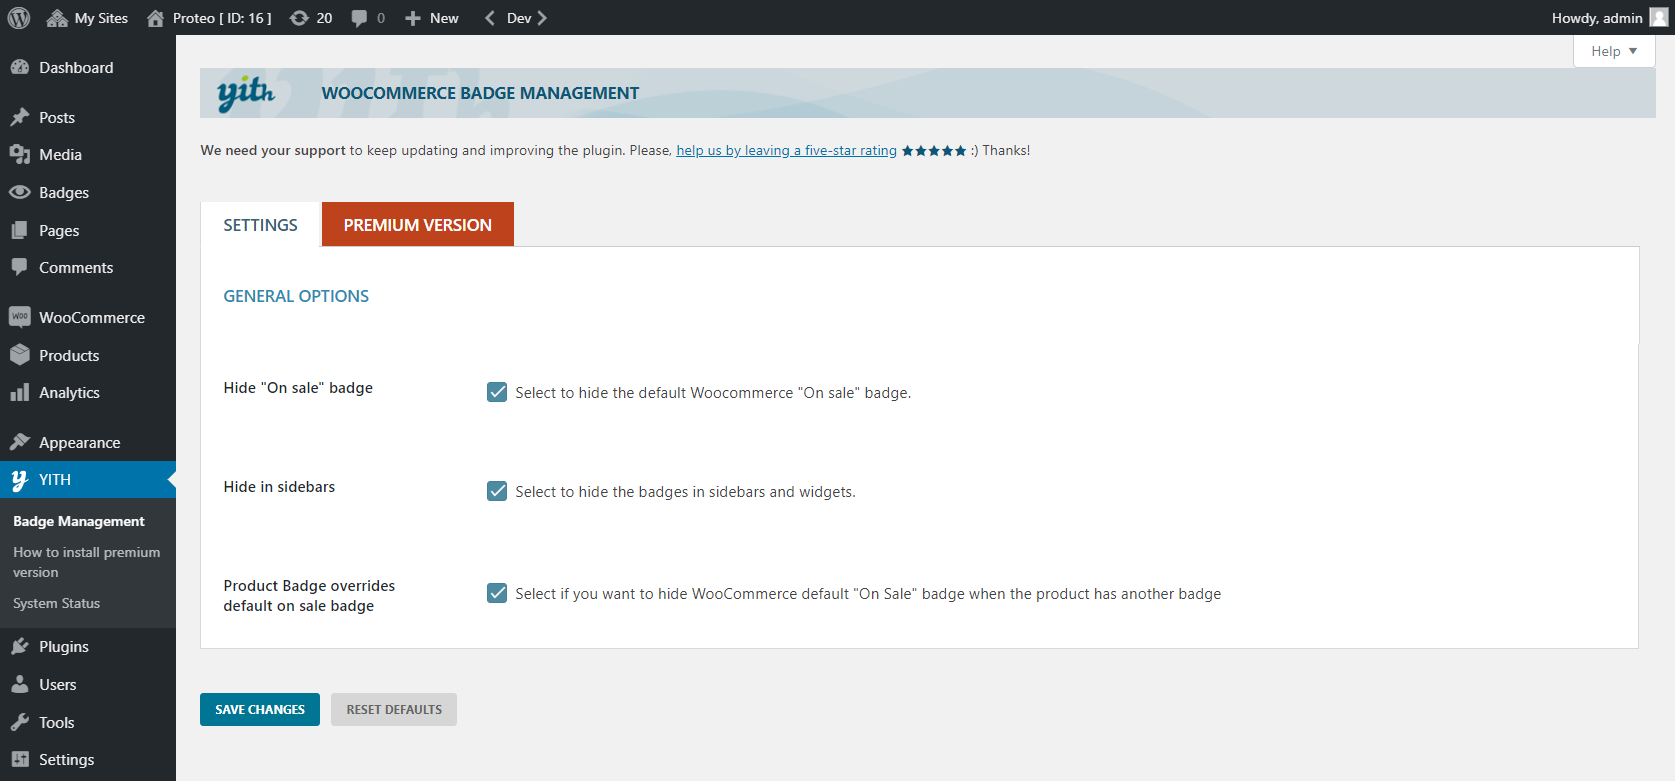 My Sites
Proteo [ ID: 16 ]
20
0
New
Dev
Howdy, admin
Help
Dashboard
Posts
Media
Badges
Pages
Comments
WOO
WooCommerce
Products
Analytics
Appearance
YITH
Badge Management
How to install premium
version
System Status
Plugins
Users
Tools
Settings
yith
WOOCOMMERCE BADGE MANAGEMENT
We need your support to keep updating and improving the plugin. Please, help us by leaving a five-star rating ★★★★★ :) Thanks!
SETTINGS
PREMIUM VERSION
GENERAL OPTIONS
Hide "On sale" badge
Select to hide the default Woocommerce "On sale" badge.
Hide in sidebars
Select to hide the badges in sidebars and widgets.
Product Badge overrides
default on sale badge
Select if you want to hide WooCommerce default "On Sale" badge when the product has another badge
SAVE CHANGES
RESET DEFAULTS